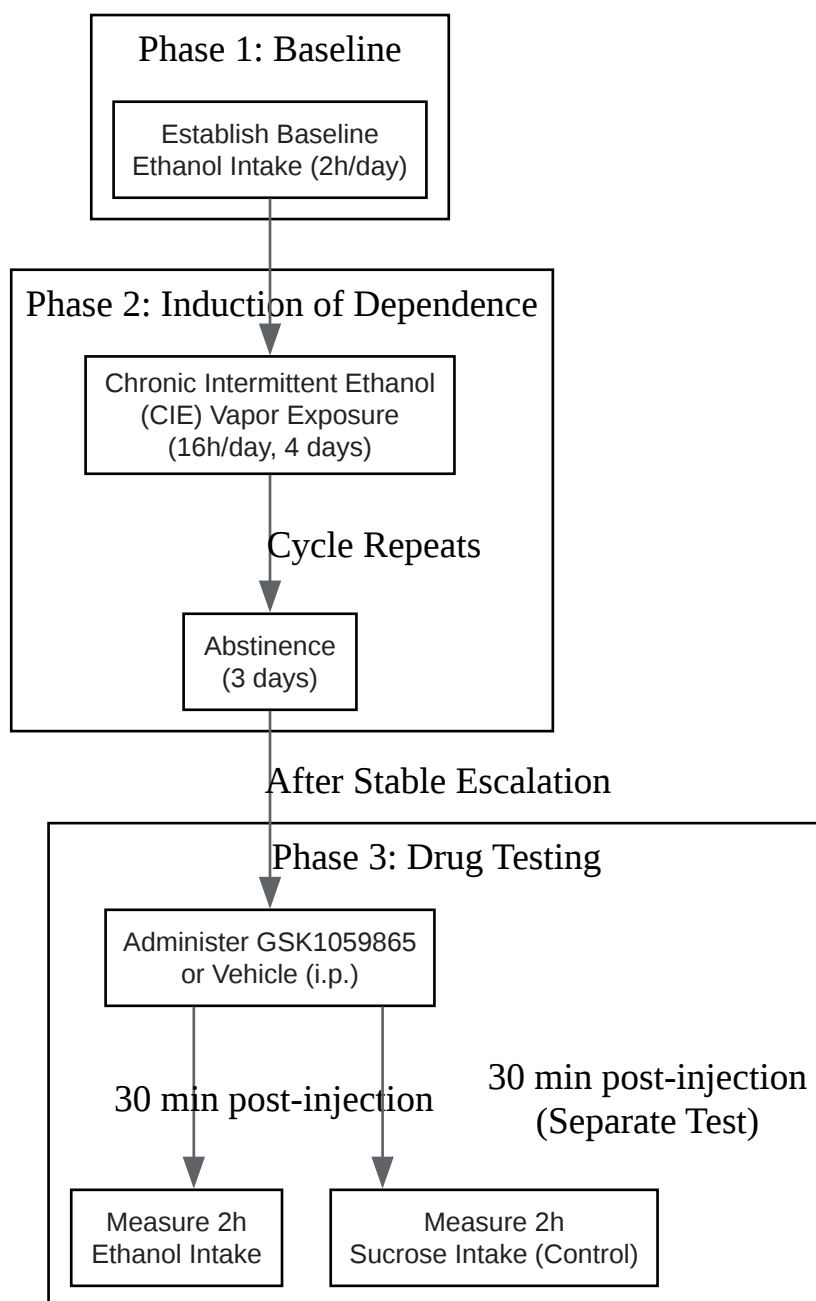 Phase 1: Baseline
Establish Baseline
Ethanol Intake (2h/day)
Phase 2: Induction of Dependence
Chronic Intermittent Ethanol
(CIE) Vapor Exposure
(16h/day, 4 days)
Cycle Repeats
Abstinence
(3 days)
After Stable Escalation
Phase 3: Drug Testing
Administer GSK1059865
or Vehicle (i.p.)
30 min post-injection
30 min post-injection
(Separate Test)
Measure 2h
Ethanol Intake
Measure 2h
Sucrose Intake (Control)